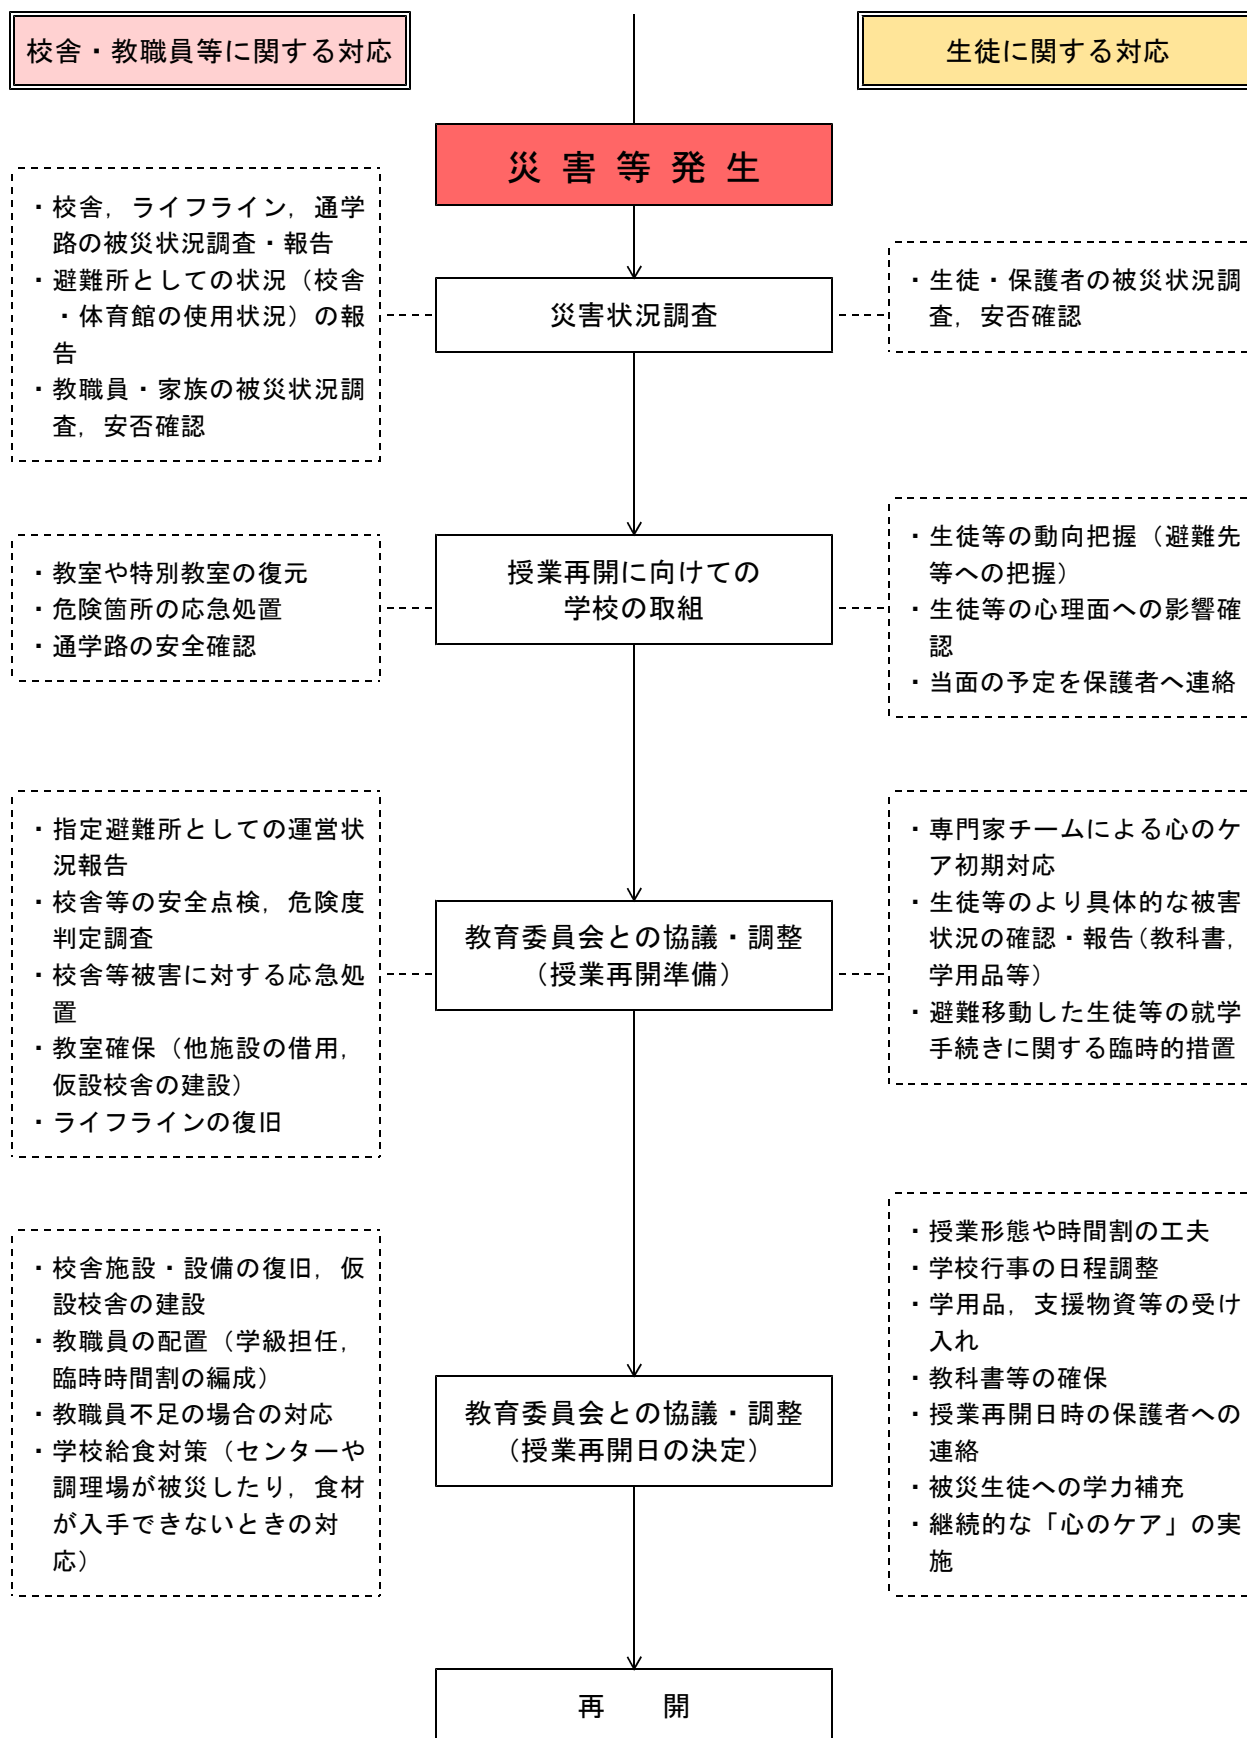 校舎・教職員等に関する対応
生徒に関する対応
災害等発生
・校舎，ライフライン，通学
路の被災状況調査・報告
・避難所としての状況（校舎
・体育館の使用状況）の報
告
・教職員・家族の被災状況調
査，安否確認
災害状況調査
・生徒・保護者の被災状況調
査，安否確認
・教室や特別教室の復元
・危険箇所の応急処置
・通学路の安全確認
授業再開に向けての
学校の取組
・生徒等の動向把握（避難先
等への把握）
・生徒等の心理面への影響確
認
・当面の予定を保護者へ連絡
・指定避難所としての運営状
況報告
・校舎等の安全点検，危険度
判定調査
・校舎等被害に対する応急処
置
・教室確保（他施設の借用，
仮設校舎の建設）
・ライフラインの復旧
教育委員会との協議・調整
（授業再開準備）
・専門家チームによる心のケ
ア初期対応
・生徒等のより具体的な被害
状況の確認・報告（教科書，
学用品等）
・避難移動した生徒等の就学
手続きに関する臨時的措置
・校舎施設・設備の復旧，仮
設校舎の建設
・教職員の配置（学級担任，
臨時時間割の編成）
・教職員不足の場合の対応
・学校給食対策（センターや
調理場が被災したり，食材
が入手できないときの対
応）
教育委員会との協議・調整
（授業再開日の決定）
・授業形態や時間割の工夫
・学校行事の日程調整
・学用品，支援物資等の受け
入れ
・教科書等の確保
・授業再開日時の保護者への
連絡
・被災生徒への学力補充
・継続的な「心のケア」の実
施
再　開